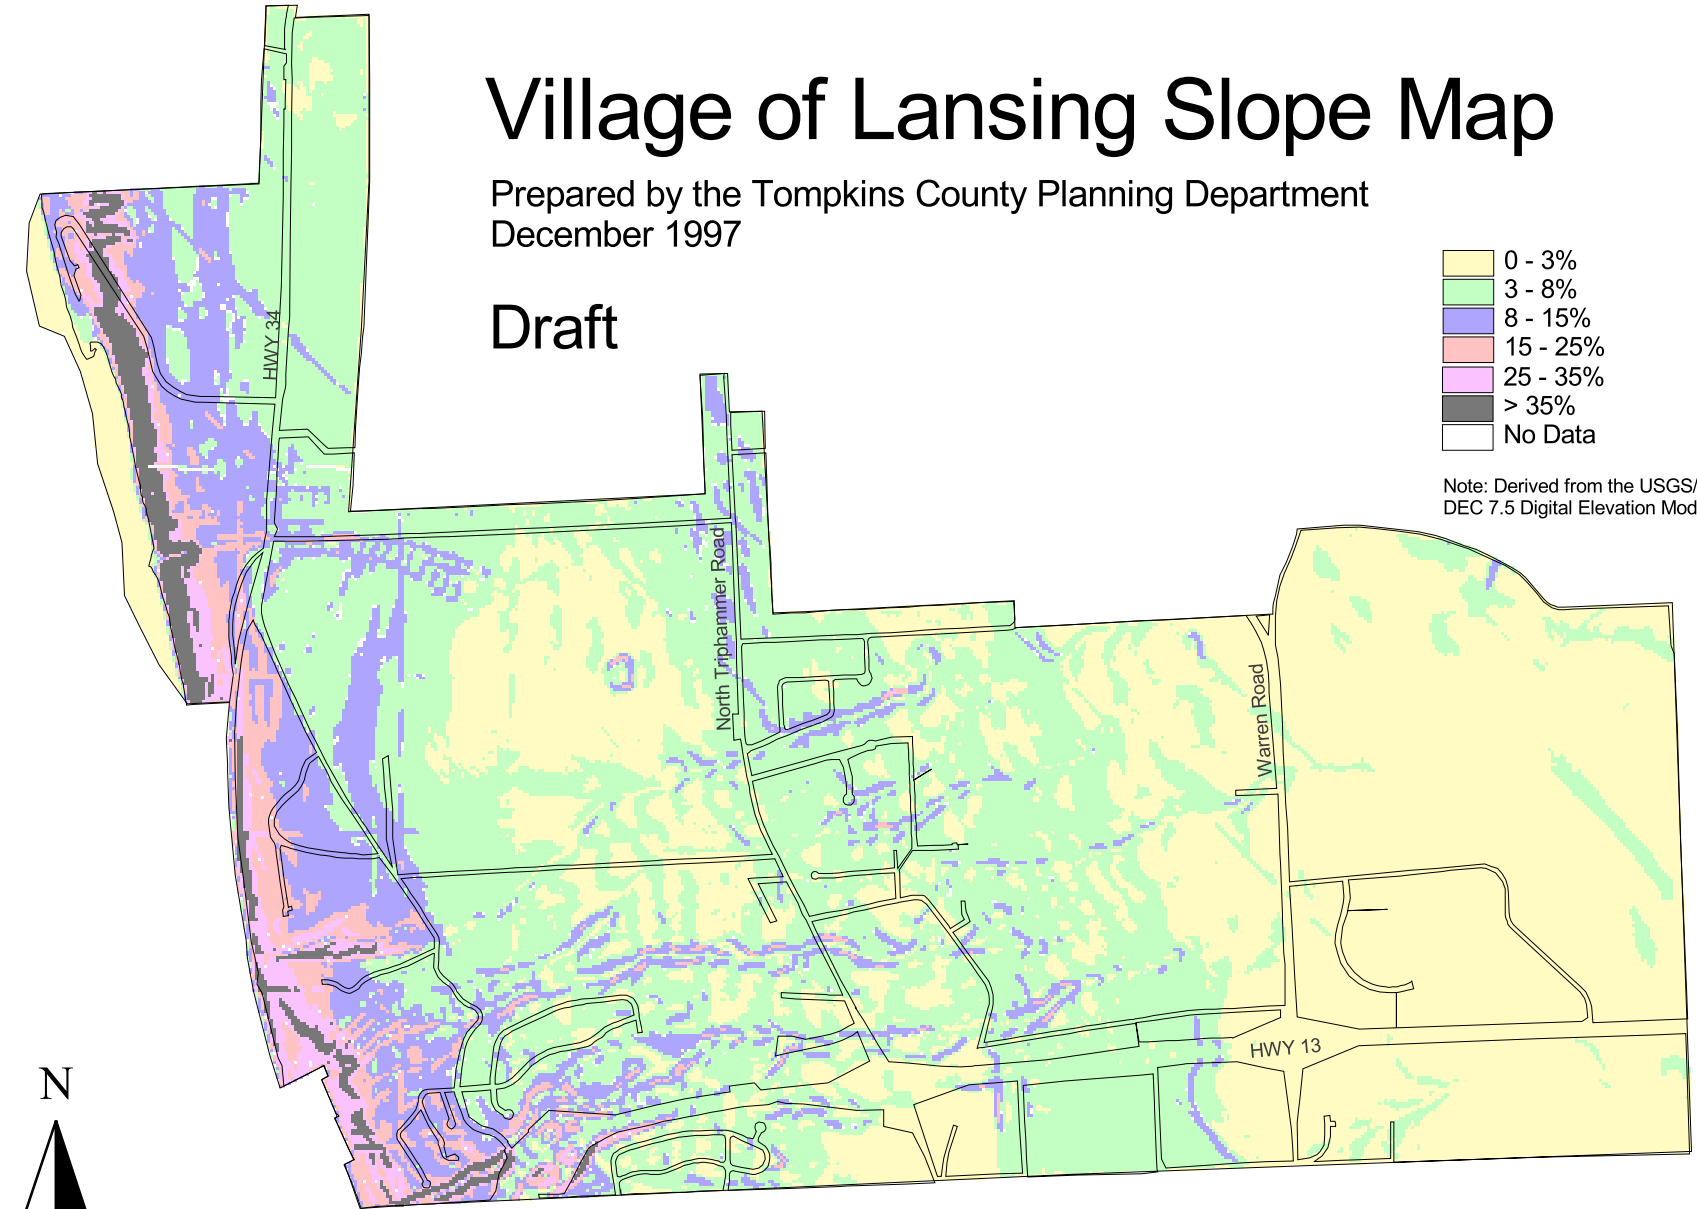 Village of Lansing Slope Map
Prepared by the Tompkins County Planning Department
December 1997
Draft
0 - 3%
3 - 8%
8 - 15%
15 - 25%
25 - 35%
> 35%
No Data
Note: Derived from the USGS/
DEC 7.5 Digital Elevation Mod
HWY 34
North Triphammer Road
Warren Road
HWY 13
N